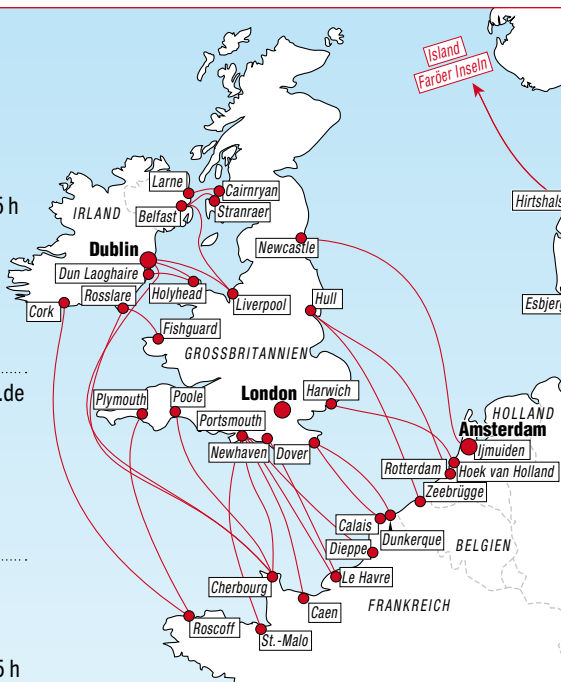 Island
Faröer Inseln
5 h
Larne
Cairnryan
IRLAND
Belfast
Stranraer
Hirtshals
Dublin
Newcastle
Dun Laoghaire
Rosslare
Holyhead
Liverpool
Hull
Cork
Esbjerg
Fishguard
GROSSBRITANNIEN
.de
Plymouth
Poole
London
Harwich
HOLLAND
Portsmouth
Amsterdam
Newhaven
Dover
Ijmuiden
Rotterdam
Hoek van Holland
Zeebrügge
Calais
Dunkerque
BELGIEN
Dieppe
Cherbourg
Le Havre
Caen
FRANKREICH
Roscoff
St.-Malo
5 h